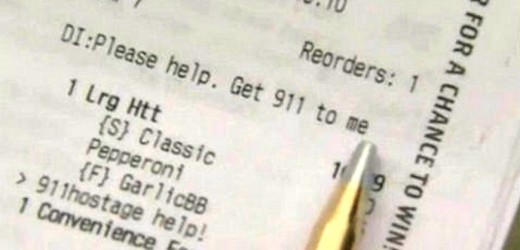 Reorders: 1
DI:Please help. Get 911 to me
1 Lrg Htt
{S} Classic
Pepperoni
{F} GarlicBB
> 911hostage help!
1 Convenience
FOR A CHANCE TO WIN!